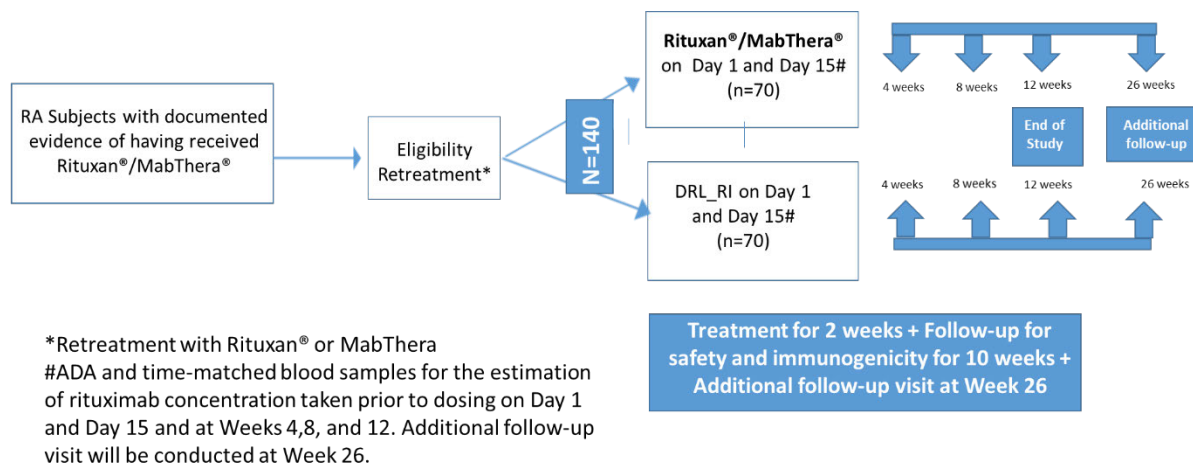 RA Subjects with documented
evidence of having received
Rituxan®/MabThera®
Eligibility
Retreatment*
N=140
Rituxan®/MabThera®
on Day 1 and Day 15#
(n=70)
DRL_RI on Day 1
and Day 15#
(n=70)
4 weeks
8 weeks
12 weeks
26 weeks
End of
Study
Additional
follow-up
4 weeks
8 weeks
12 weeks
26 weeks
*Retreatment with Rituxan® or MabThera
#ADA and time-matched blood samples for the estimation
of rituximab concentration taken prior to dosing on Day 1
and Day 15 and at Weeks 4,8, and 12. Additional follow-up
visit will be conducted at Week 26.
Treatment for 2 weeks + Follow-up for
safety and immunogenicity for 10 weeks +
Additional follow-up visit at Week 26